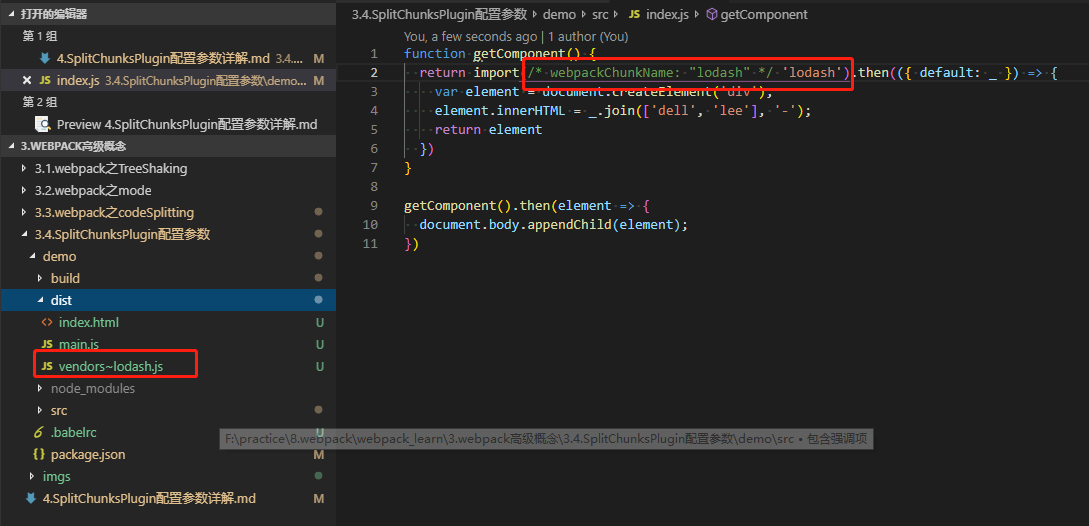 打开的编辑器
第 1 组
4.SplitChunksPlugin配置参数详解.md 3.4.... M
JS index.js 3.4.SplitChunksPlugin配置参数\demo... M
第 2 组
Preview 4.SplitChunksPlugin配置参数详解.md
3.WEBPACK高级概念
3.1.webpack之TreeShaking
3.2.webpack之mode
3.3.webpack之codeSplitting
3.4.SplitChunksPlugin配置参数
demo
build
dist
<> index.html U
JS main.js U
JS vendors~lodash.js U
node_modules
src
.babelrc U
{} package.json M
imgs
4.SplitChunksPlugin配置参数详解.md M
3.4.SplitChunksPlugin配置参数 › demo › src › JS index.js › getComponent
You, a few seconds ago | 1 author (You)
1 function getComponent() {
2 return import(/* webpackChunkName: "lodash" */ 'lodash').then(({ default: _ }) => {
3 var element = document.createElement('div');
4 element.innerHTML = _.join(['dell', 'lee'], '-');
5 return element
6 })
7 }
8
9 getComponent().then(element => {
10 document.body.appendChild(element);
11 })
F:\practice\8.webpack\webpack_learn\3.webpack高级概念\3.4.SplitChunksPlugin配置参数\demo\src • 包含强调项